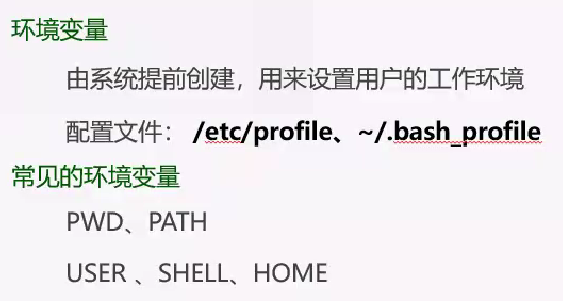 环境变量
由系统提前创建，用来设置用户的工作环境
配置文件： /etc/profile、~/.bash_profile
常见的环境变量
PWD、PATH
USER 、SHELL、HOME